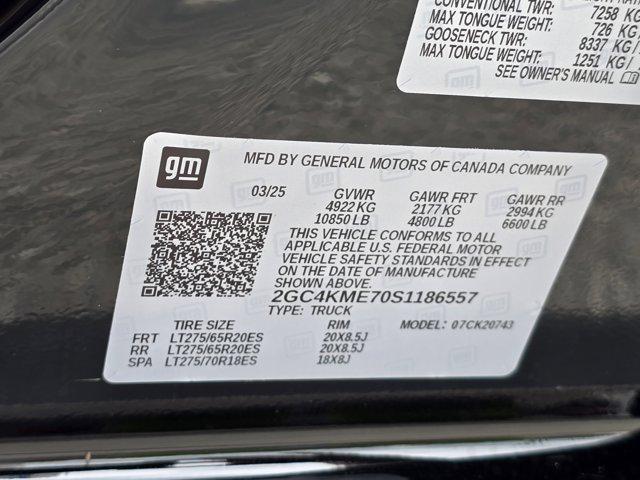 CONVENTIONAL TWR: 7258 KG
MAX TONGUE WEIGHT: 726 KG
GOOSENECK TWR: 8337 KG /
MAX TONGUE WEIGHT: 1251 KG /
SEE OWNER'S MANUAL
gm
MFD BY GENERAL MOTORS OF CANADA COMPANY
03/25 GVWR GAWR FRT GAWR RR
4922 KG 2177 KG 2994 KG
10850 LB 4800 LB 6600 LB
THIS VEHICLE CONFORMS TO ALL
APPLICABLE U.S. FEDERAL MOTOR
VEHICLE SAFETY STANDARDS IN EFFECT
ON THE DATE OF MANUFACTURE
SHOWN ABOVE.
2GC4KME70S1186557
TYPE: TRUCK MODEL: 07CK20743
TIRE SIZE RIM
FRT LT275/65R20ES 20X8.5J
RR LT275/65R20ES 20X8.5J
SPA LT275/70R18ES 18X8J